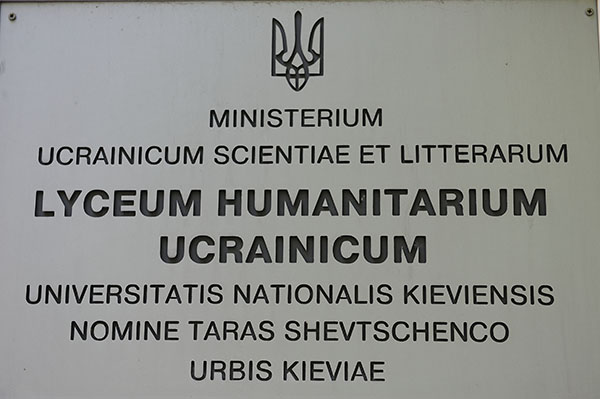 MINISTERIUM
UCRAINICUM SCIENTIAE ET LITTERARUM
LYCEUM HUMANITARIUM
UCRAINICUM
UNIVERSITATIS NATIONALIS KIEVIENSIS
NOMINE TARAS SHEVTSCHENCO
URBIS KIEVIAE